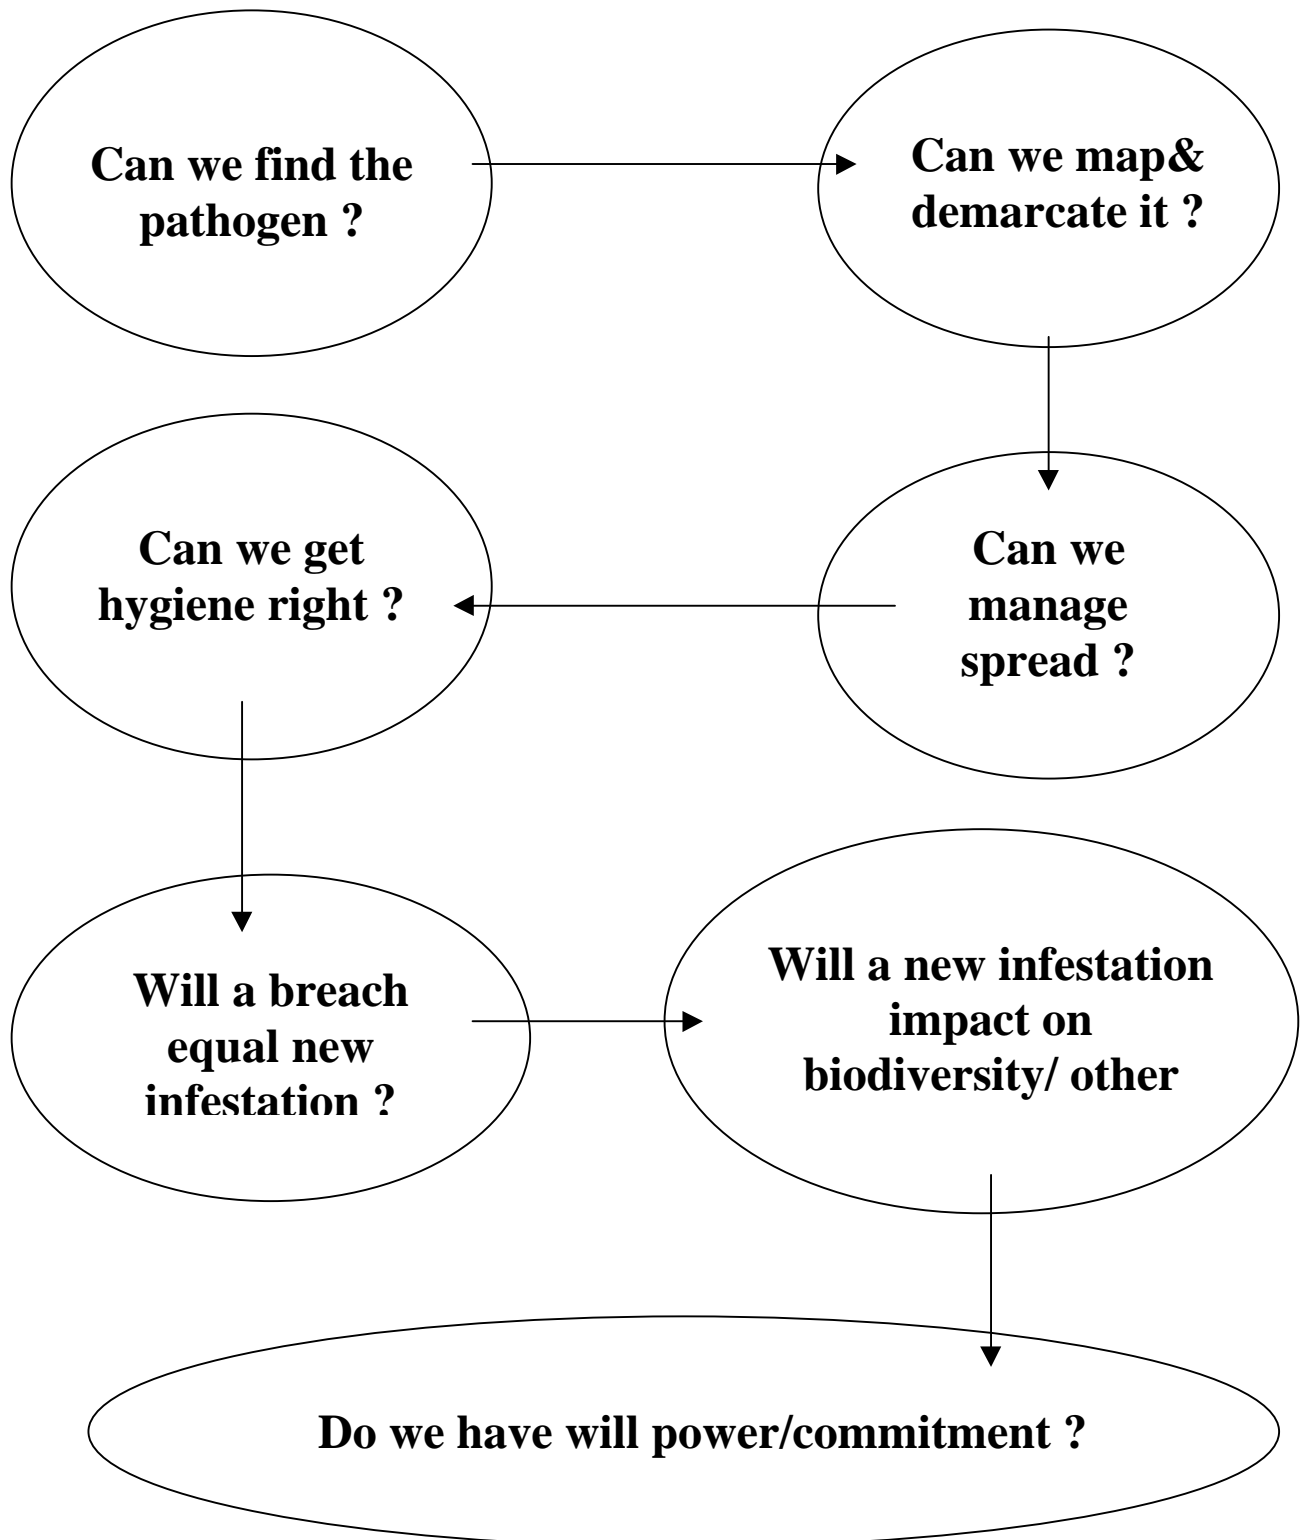 Can we find the
pathogen ?
Can we map&
demarcate it ?
Can we
manage
spread ?
Can we get
hygiene right ?
Will a breach
equal new
infestation ?
Will a new infestation
impact on
biodiversity/ other
Do we have will power/commitment ?